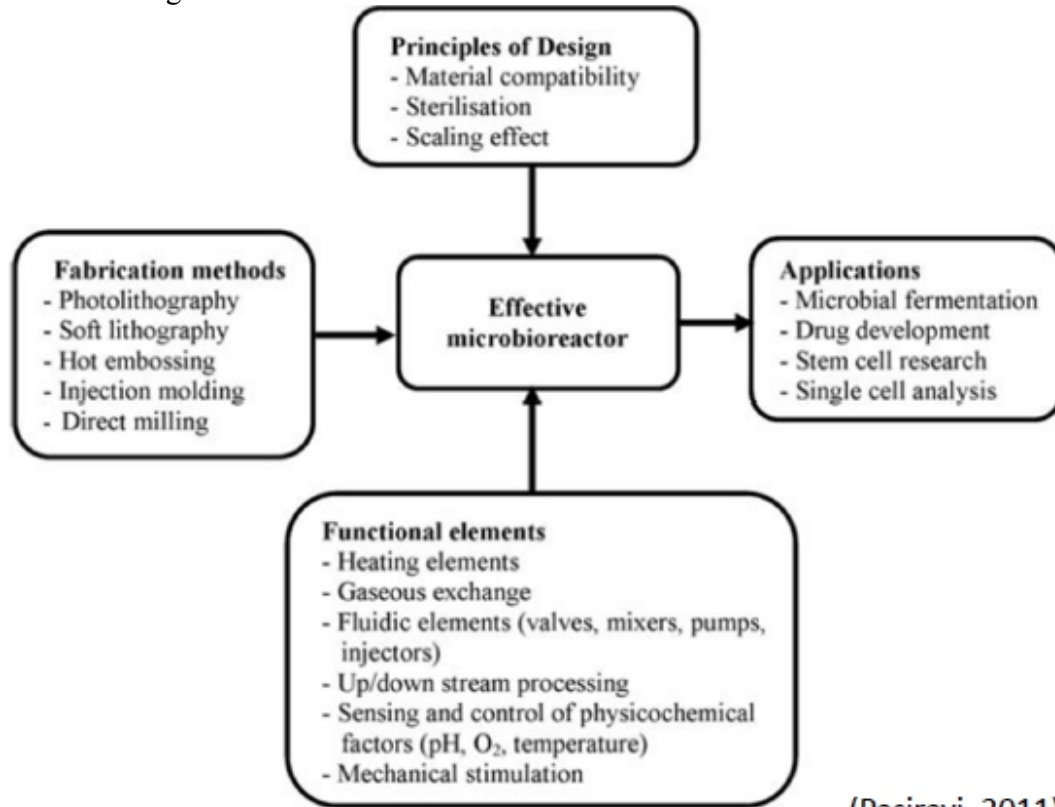 Principles of Design
- Material compatibility
- Sterilisation
- Scaling effect
Fabrication methods
- Photolithography
- Soft lithography
- Hot embossing
- Injection molding
- Direct milling
Effective
microbioreactor
Applications
- Microbial fermentation
- Drug development
- Stem cell research
- Single cell analysis
Functional elements
- Heating elements
- Gaseous exchange
- Fluidic elements (valves, mixers, pumps,
injectors)
- Up/down stream processing
- Sensing and control of physicochemical
factors (pH, O₂, temperature)
- Mechanical stimulation